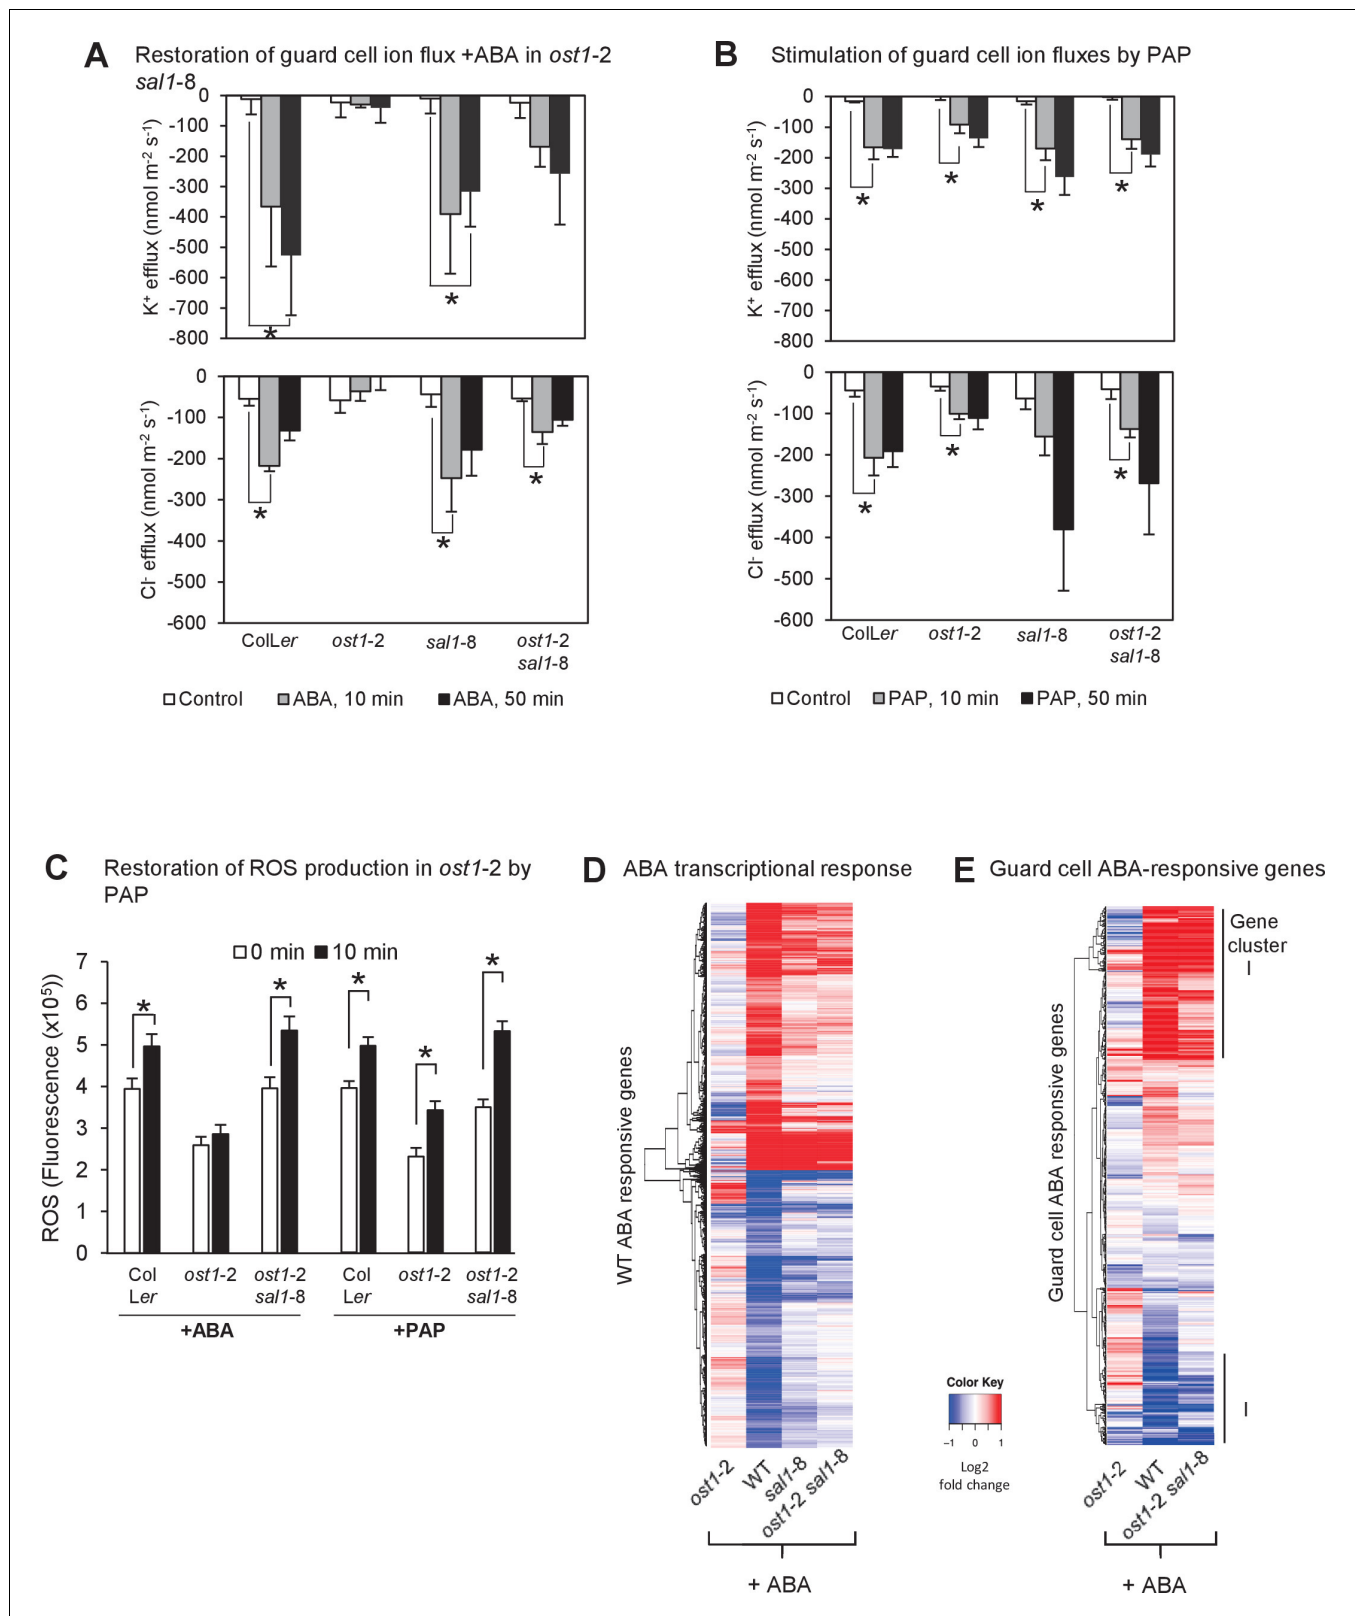 A Restoration of guard cell ion flux +ABA in ost1-2
sal1-8
0
-100
-200
-300
-400
-500
-600
-700
-800
K⁺ efflux (nmol m⁻² s⁻¹)
*
*
0
-100
-200
-300
-400
-500
-600
Cl⁻ efflux (nmol m⁻² s⁻¹)
*
*
*
ColLer ost1-2 sal1-8 ost1-2
sal1-8
Control ABA, 10 min ABA, 50 min
B Stimulation of guard cell ion fluxes by PAP
0
-100
-200
-300
-400
-500
-600
-700
-800
K⁺ efflux (nmol m⁻² s⁻¹)
* * * *
0
-100
-200
-300
-400
-500
-600
Cl⁻ efflux (nmol m⁻² s⁻¹)
* * *
ColLer ost1-2 sal1-8 ost1-2
sal1-8
Control PAP, 10 min PAP, 50 min
C Restoration of ROS production in ost1-2 by
PAP
0 min 10 min
7
6
5
4
3
2
1
0
ROS (Fluorescence (x10⁵))
* * * * *
Col ost1-2 ost1-2 Col ost1-2 ost1-2
Ler sal1-8 Ler sal1-8
+ABA +PAP
D ABA transcriptional response
WT ABA responsive genes
ost1-2 WT sal1-8 ost1-2 sal1-8
+ ABA
Color Key
-1 0 1
Log2
fold change
E Guard cell ABA-responsive genes
Guard cell ABA responsive genes
Gene
cluster
I
I
ost1-2 WT ost1-2 sal1-8
+ ABA